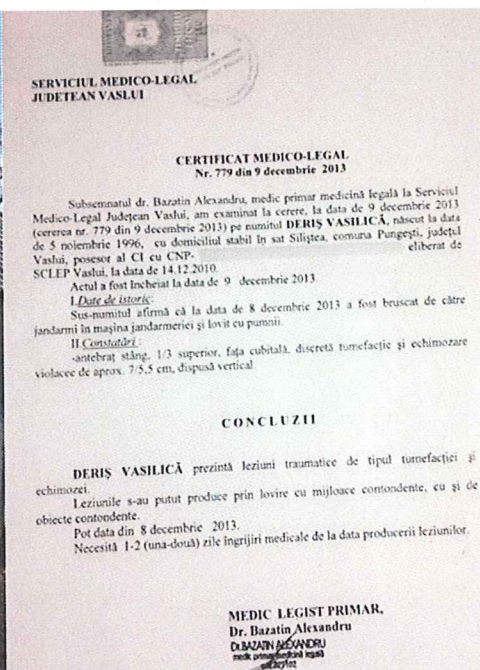 SERVICIUL MEDICO-LEGAL
JUDEȚEAN VASLUI
CERTIFICAT MEDICO-LEGAL
Nr. 779 din 9 decembrie 2013
Subsemnatul dr. Bazatin Alexandru, medic primar medicină legală la Serviciul
Medico-Legal Județean Vaslui, am examinat la cerere, la data de 9 decembrie 2013
(cererea nr. 779 din 9 decembrie 2013) pe numitul DERIȘ VASILICĂ, născut la data
de 5 noiembrie 1996, cu domiciliul stabil în sat Siliștea, comuna Pungești, județul
Vaslui, posesor al CI cu CNP- eliberat de
SCLEP Vaslui, la data de 14.12.2010.
Actul a fost încheiat la data de 9 decembrie 2013.
I.Date de istoric:
Sus-numitul afirmă că la data de 8 decembrie 2013 a fost bruscat de către
jandarmi în mașina jandarmeriei și lovit cu pumnii.
II.Constatări :
-antebraț stâng, 1/3 superior, fața cubitală, discretă tumefacție și echimozare
violacee de aprox. 7/5,5 cm, dispusă vertical.
CONCLUZII
DERIȘ VASILICĂ prezintă leziuni traumatice de tipul tumefacției și
echimozei.
Leziunile s-au putut produce prin lovire cu mijloace contondente, cu și de
obiecte contondente.
Pot data din 8 decembrie 2013.
Necesită 1-2 (una-două) zile îngrijiri medicale de la data producerii leziunilor.
MEDIC LEGIST PRIMAR,
Dr. Bazatin Alexandru
Dr.BAZATIN ALEXANDRU
medic primar medicină legală